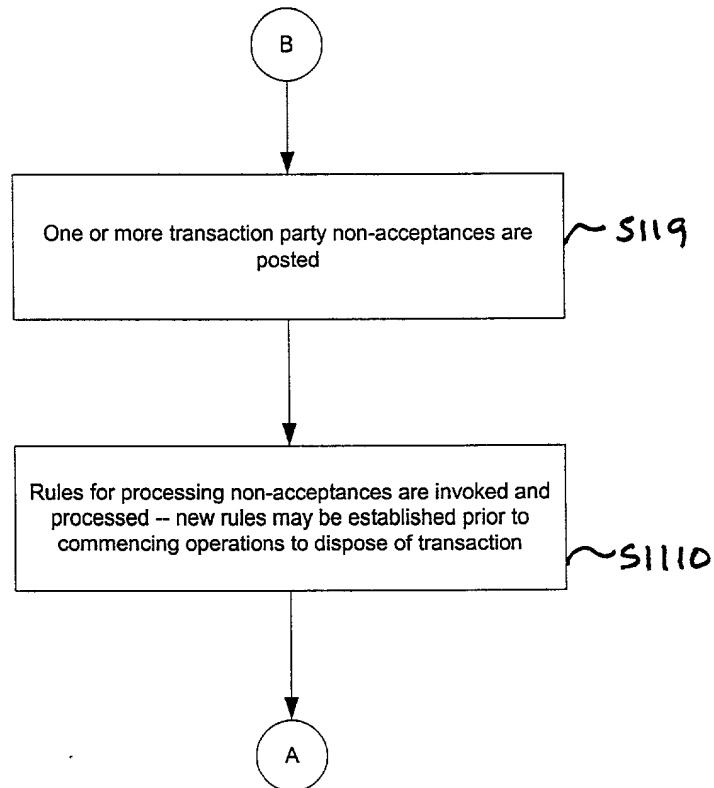 B
One or more transaction party non-acceptances are
posted
S119
Rules for processing non-acceptances are invoked and
processed -- new rules may be established prior to
commencing operations to dispose of transaction
S1110
A